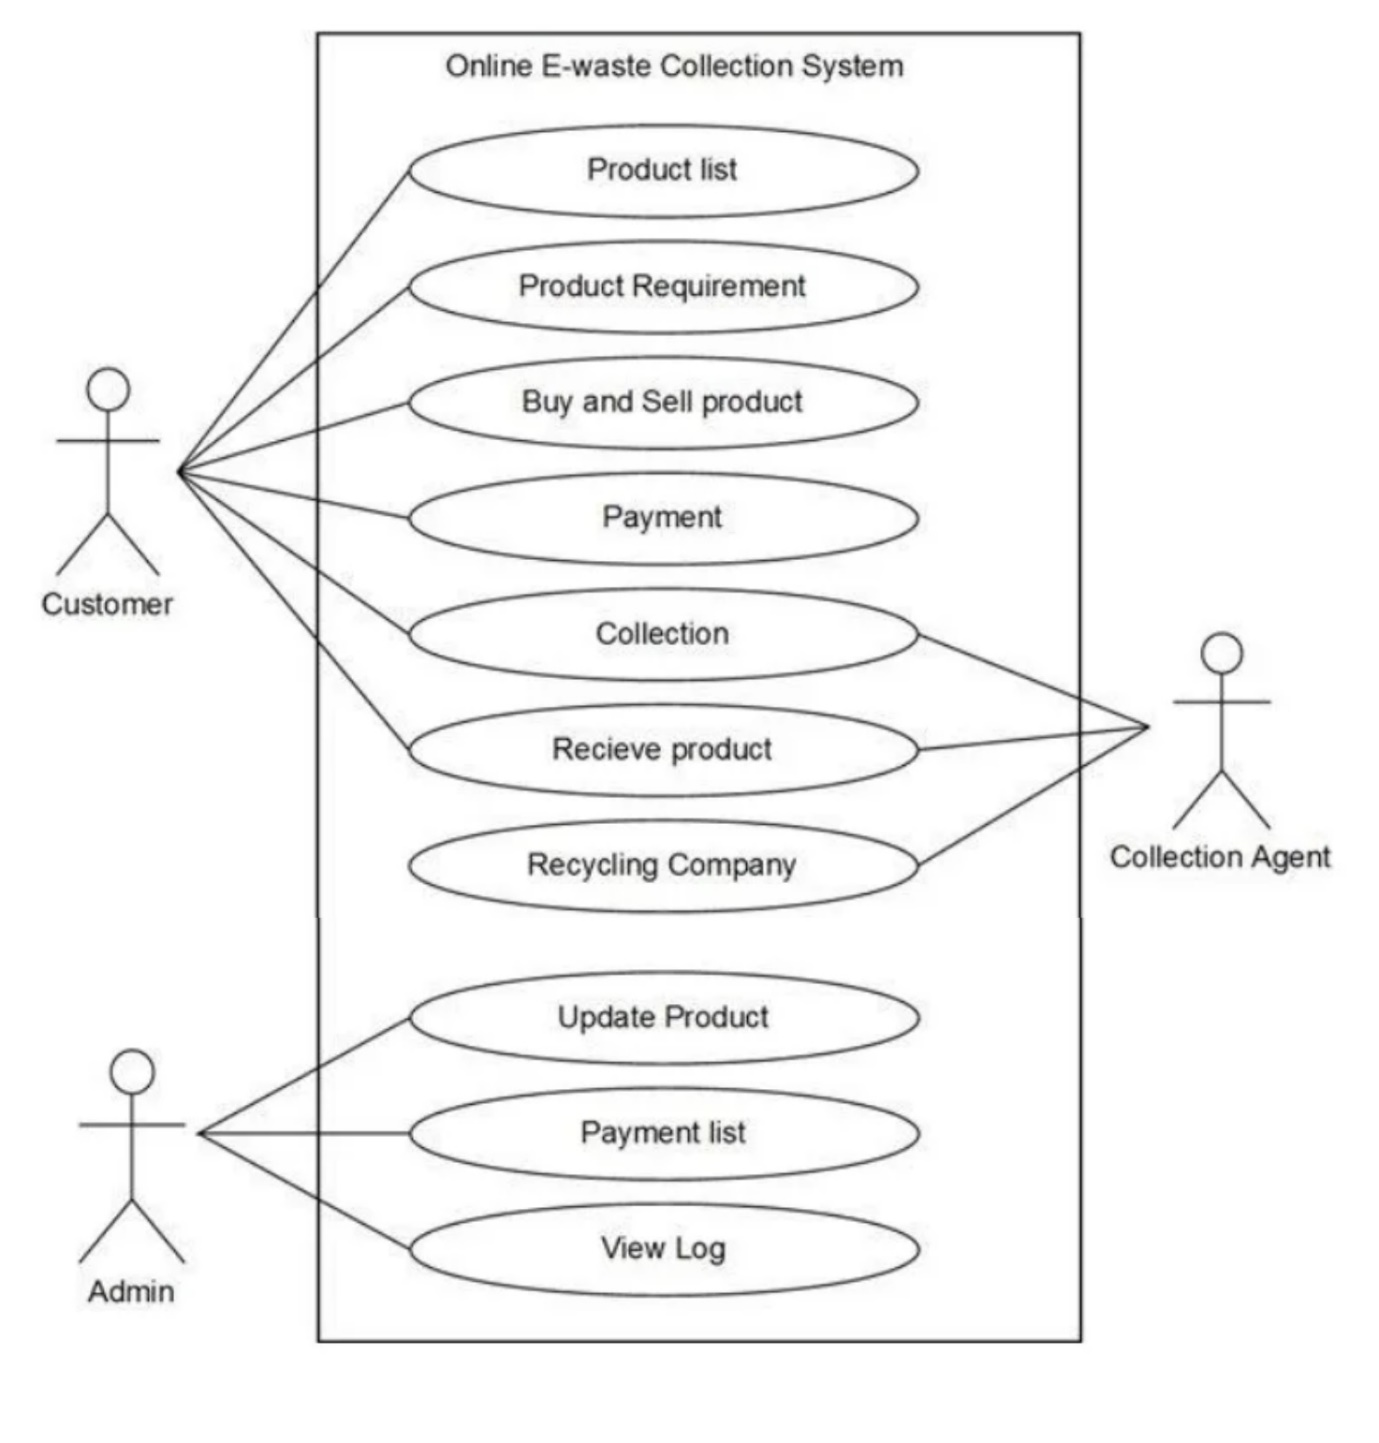 Online E-waste Collection System
Product list
Product Requirement
Buy and Sell product
Payment
Customer
Collection
Recieve product
Collection Agent
Recycling Company
Update Product
Payment list
View Log
Admin